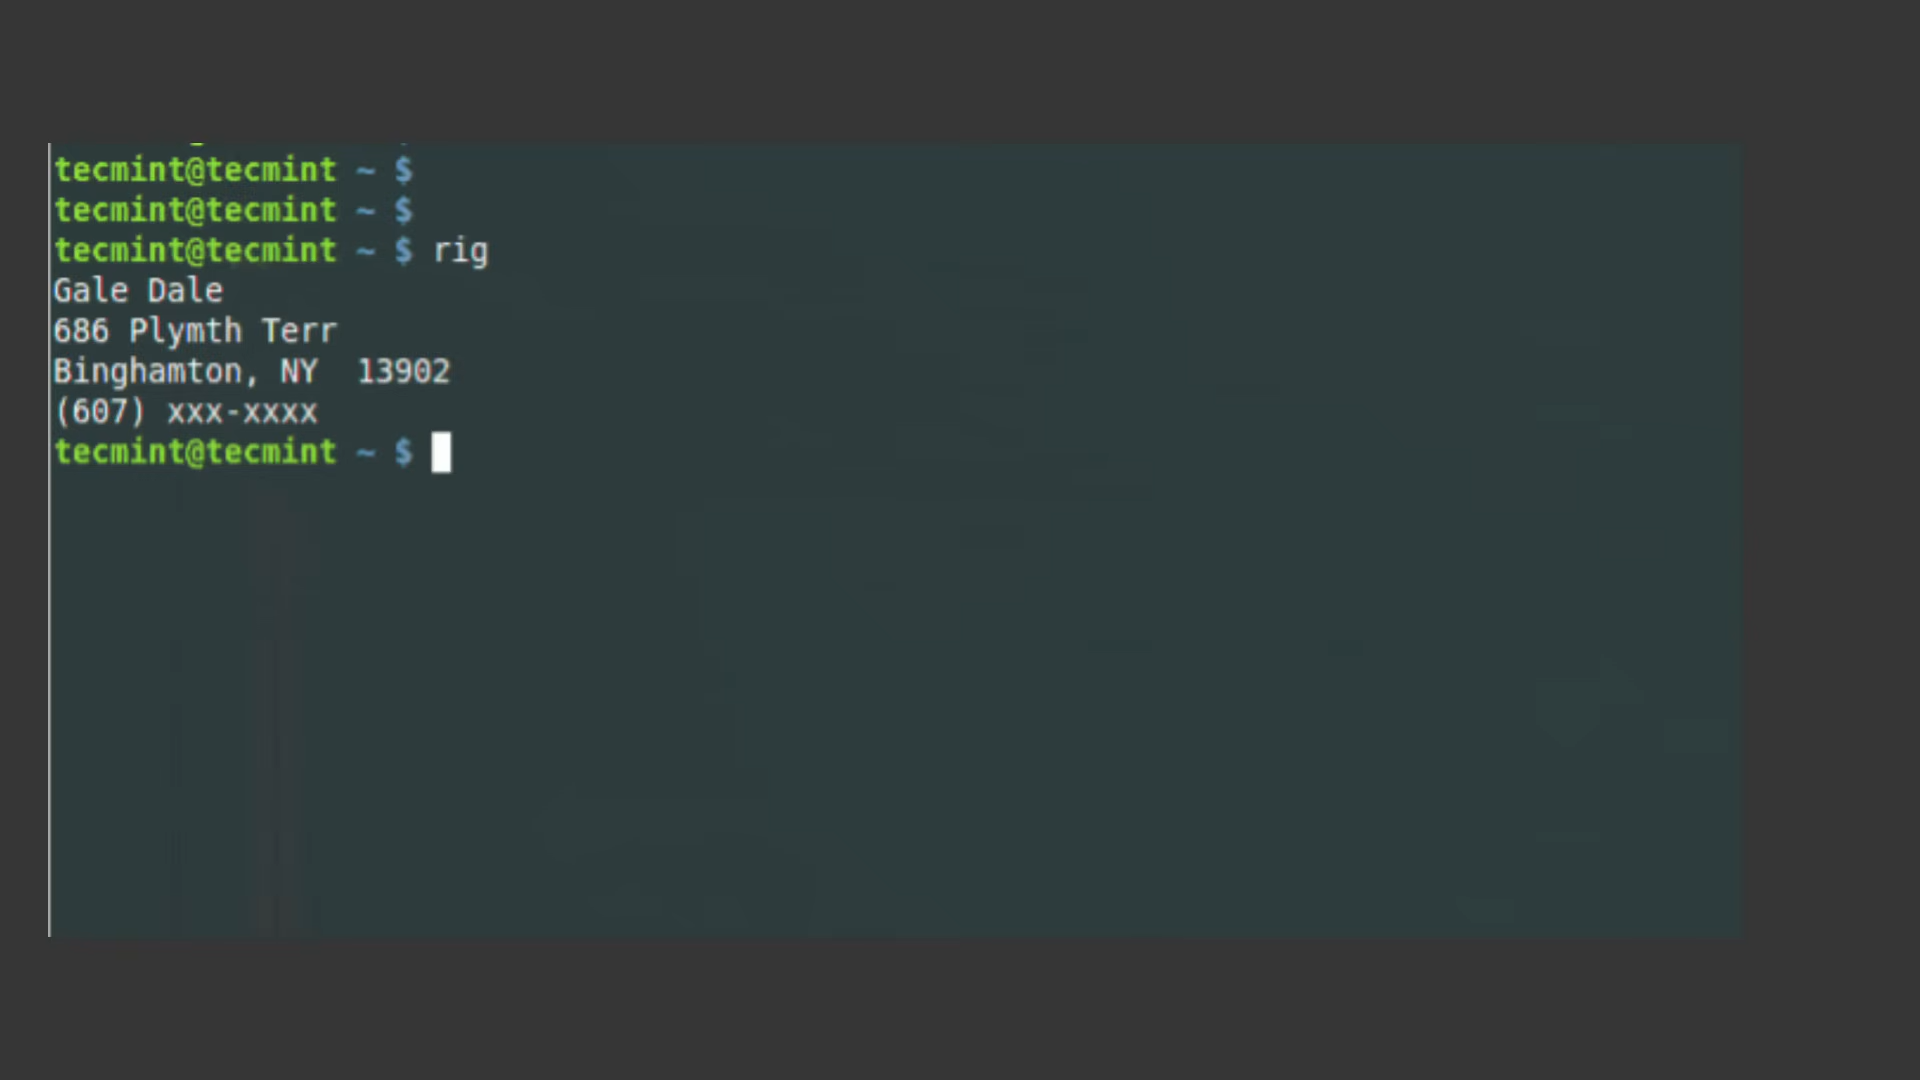 tecmint@tecmint ~ $
tecmint@tecmint ~ $
tecmint@tecmint ~ $ rig
Gale Dale
686 Plymth Terr
Binghamton, NY  13902
(607) xxx-xxxx
tecmint@tecmint ~ $